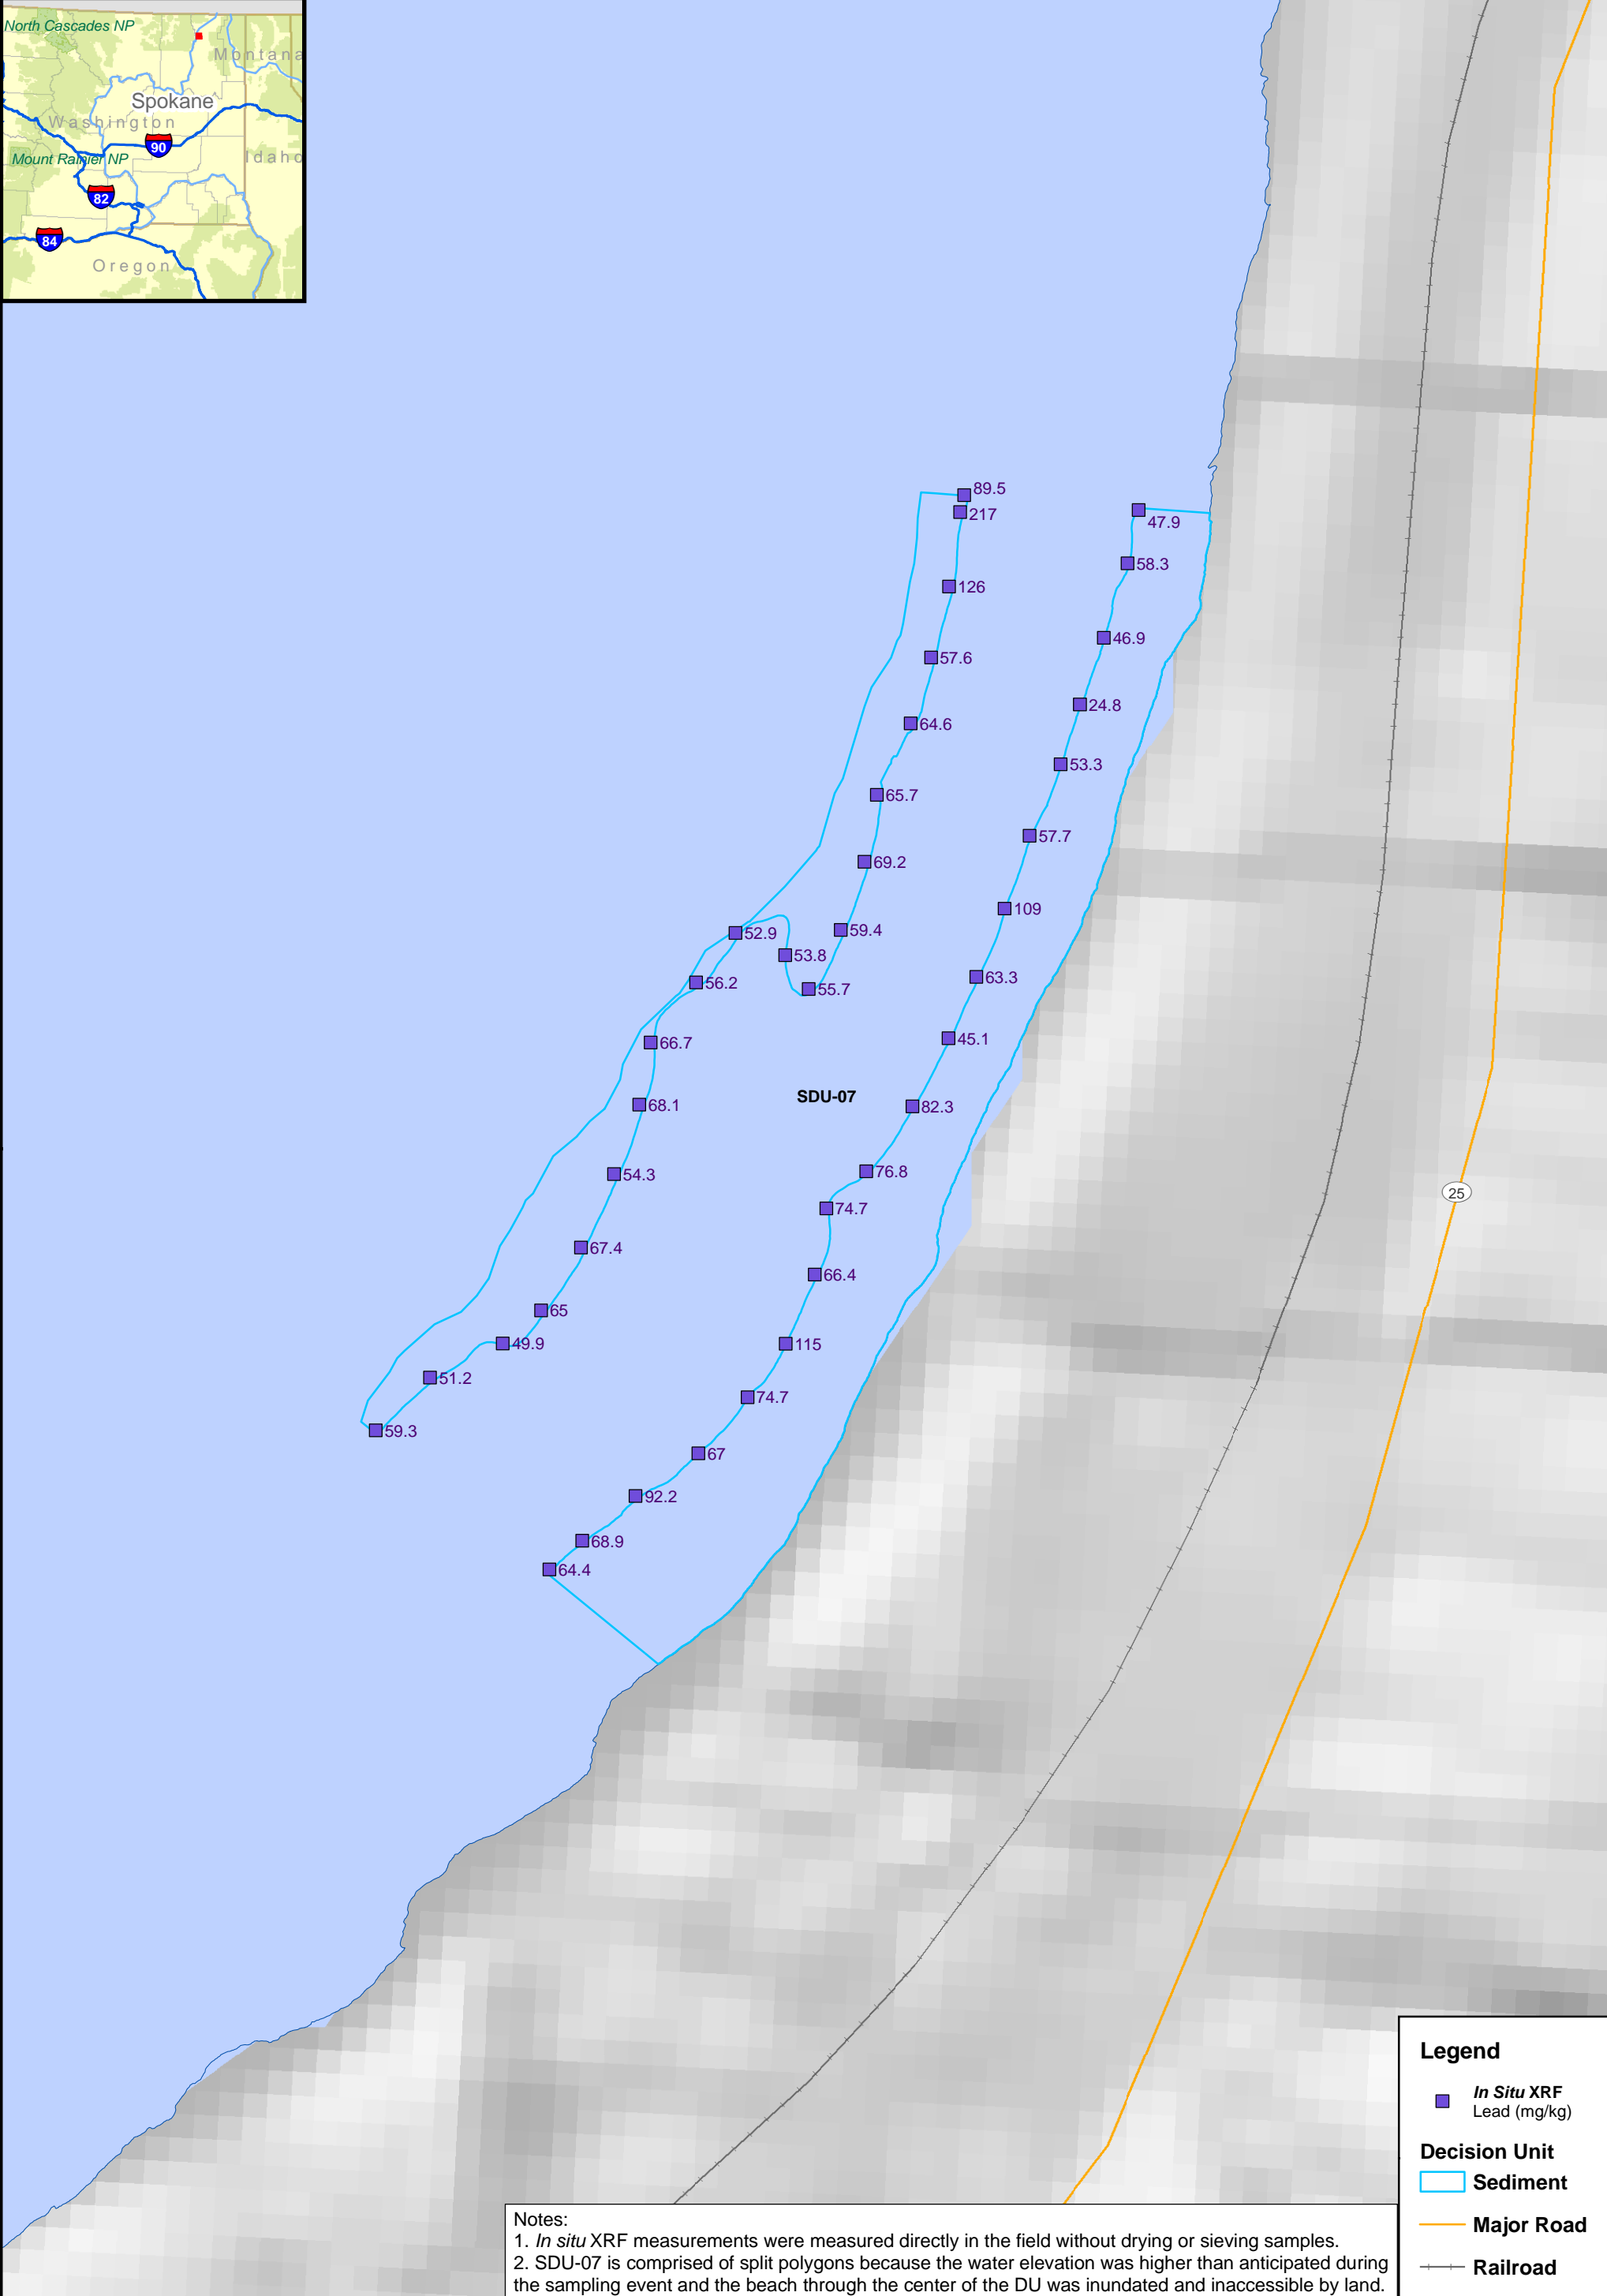 North Cascades NP
Montana
Spokane
Washington
90
Mount Rainier NP
Idaho
82
84
Oregon
89.5
217
47.9
58.3
126
46.9
57.6
24.8
64.6
53.3
65.7
57.7
69.2
109
59.4
52.9
53.8
63.3
56.2
55.7
66.7
45.1
SDU-07
68.1
82.3
54.3
76.8
25
74.7
67.4
66.4
65
49.9
115
51.2
74.7
59.3
67
92.2
68.9
64.4
Legend
In Situ XRF
Lead (mg/kg)
Decision Unit
Sediment
Major Road
Railroad
Notes:
1. In situ XRF measurements were measured directly in the field without drying or sieving samples.
2. SDU-07 is comprised of split polygons because the water elevation was higher than anticipated during
the sampling event and the beach through the center of the DU was inundated and inaccessible by land.